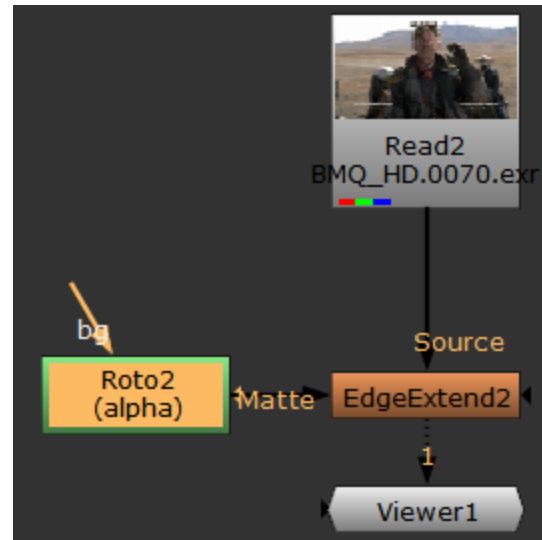 Read2
BMQ_HD.0070.exr
bg
Source
Roto2
(alpha)
Matte
EdgeExtend2
1
Viewer1